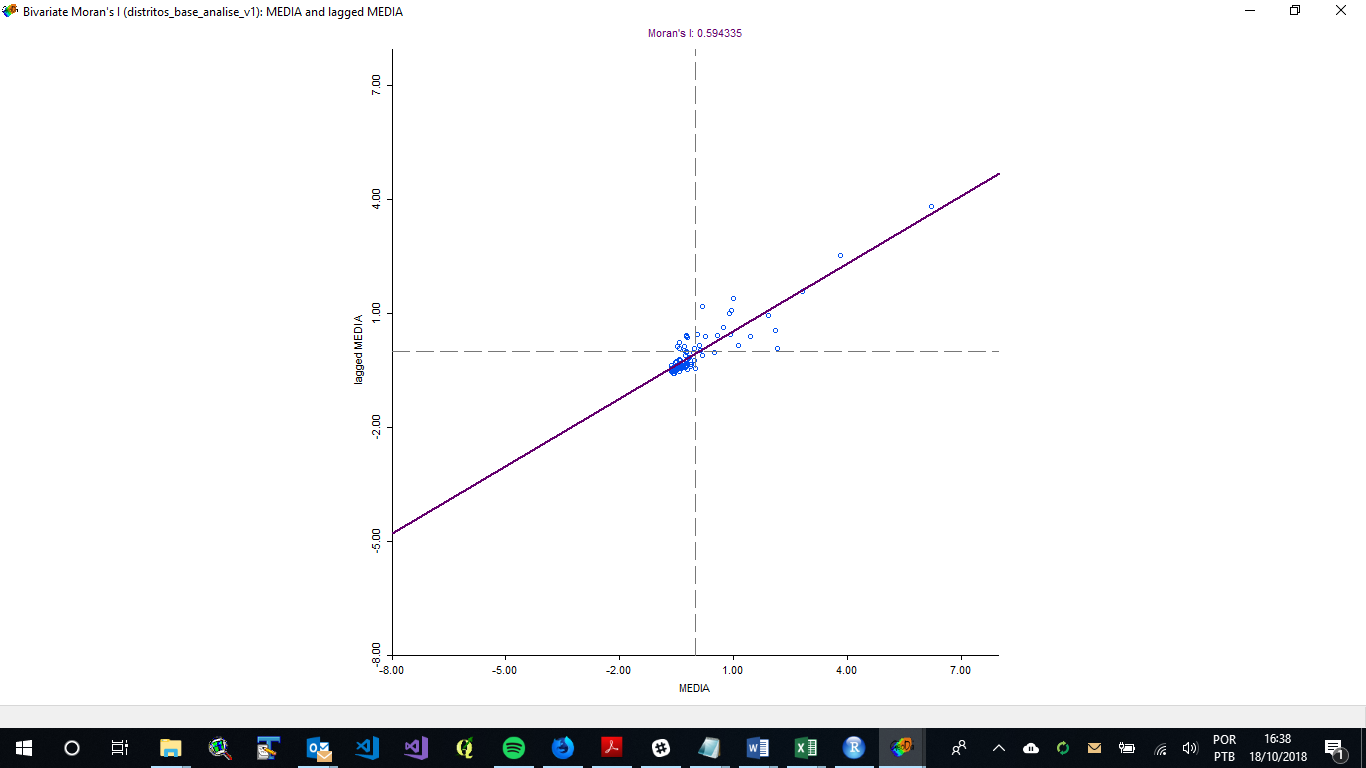 Bivariate Moran's I (distritos_base_analise_v1): MEDIA and lagged MEDIA
Moran's I: 0.594335
7.00
4.00
1.00
-2.00
-5.00
-8.00
lagged MEDIA
-8.00 -5.00 -2.00 1.00 4.00 7.00
MEDIA
POR 16:38
PTB 18/10/2018
1